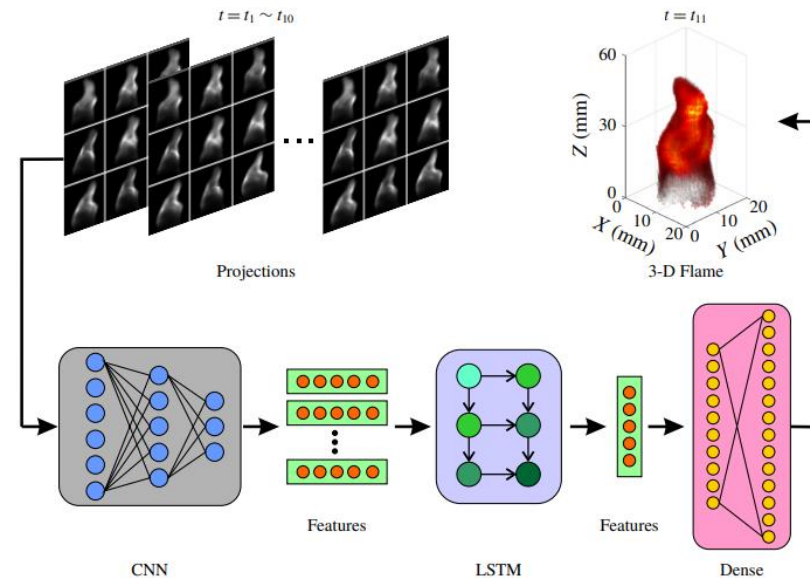 t = t₁ ~ t₁₀
t = t₁₁
60
30
0
Z (mm)
0
10
20
X (mm)
0
10
20
Y (mm)
Projections
3-D Flame
Features
Features
CNN
LSTM
Dense